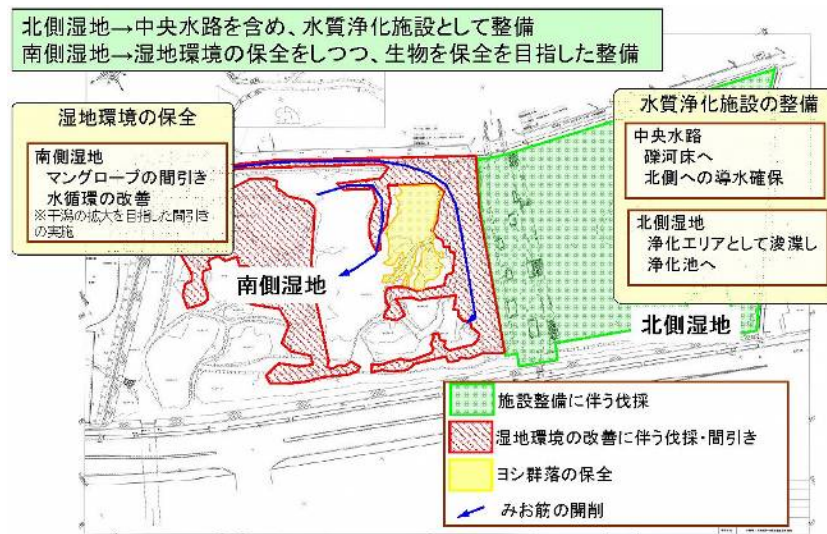 北側湿地→中央水路を含め、水質浄化施設として整備
南側湿地→湿地環境の保全をしつつ、生物を保全を目指した整備
湿地環境の保全
南側湿地
マングローブの間引き
水循環の改善
※干潟の拡大を目指した間引き
の実施
水質浄化施設の整備
中央水路
礫河床へ
北側への導水確保
北側湿地
浄化エリアとして浚渫し
浄化池へ
南側湿地
北側湿地
施設整備に伴う伐採
湿地環境の改善に伴う伐採・間引き
ヨシ群落の保全
みお筋の開削